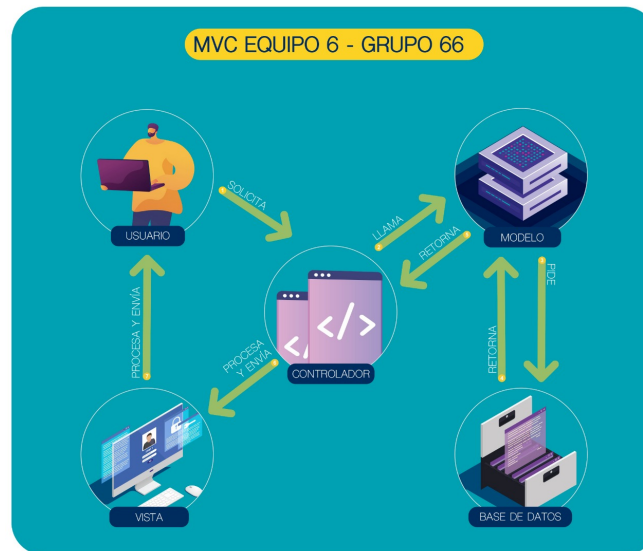 MVC EQUIPO 6 - GRUPO 66
SOLICITA
USUARIO
LLAMA
RETORNA
MODELO
PIDE
RETORNA
PROCESA Y ENVÍA
</>
CONTROLADOR
PROCESA
Y ENVÍA
VISTA
BASE DE DATOS